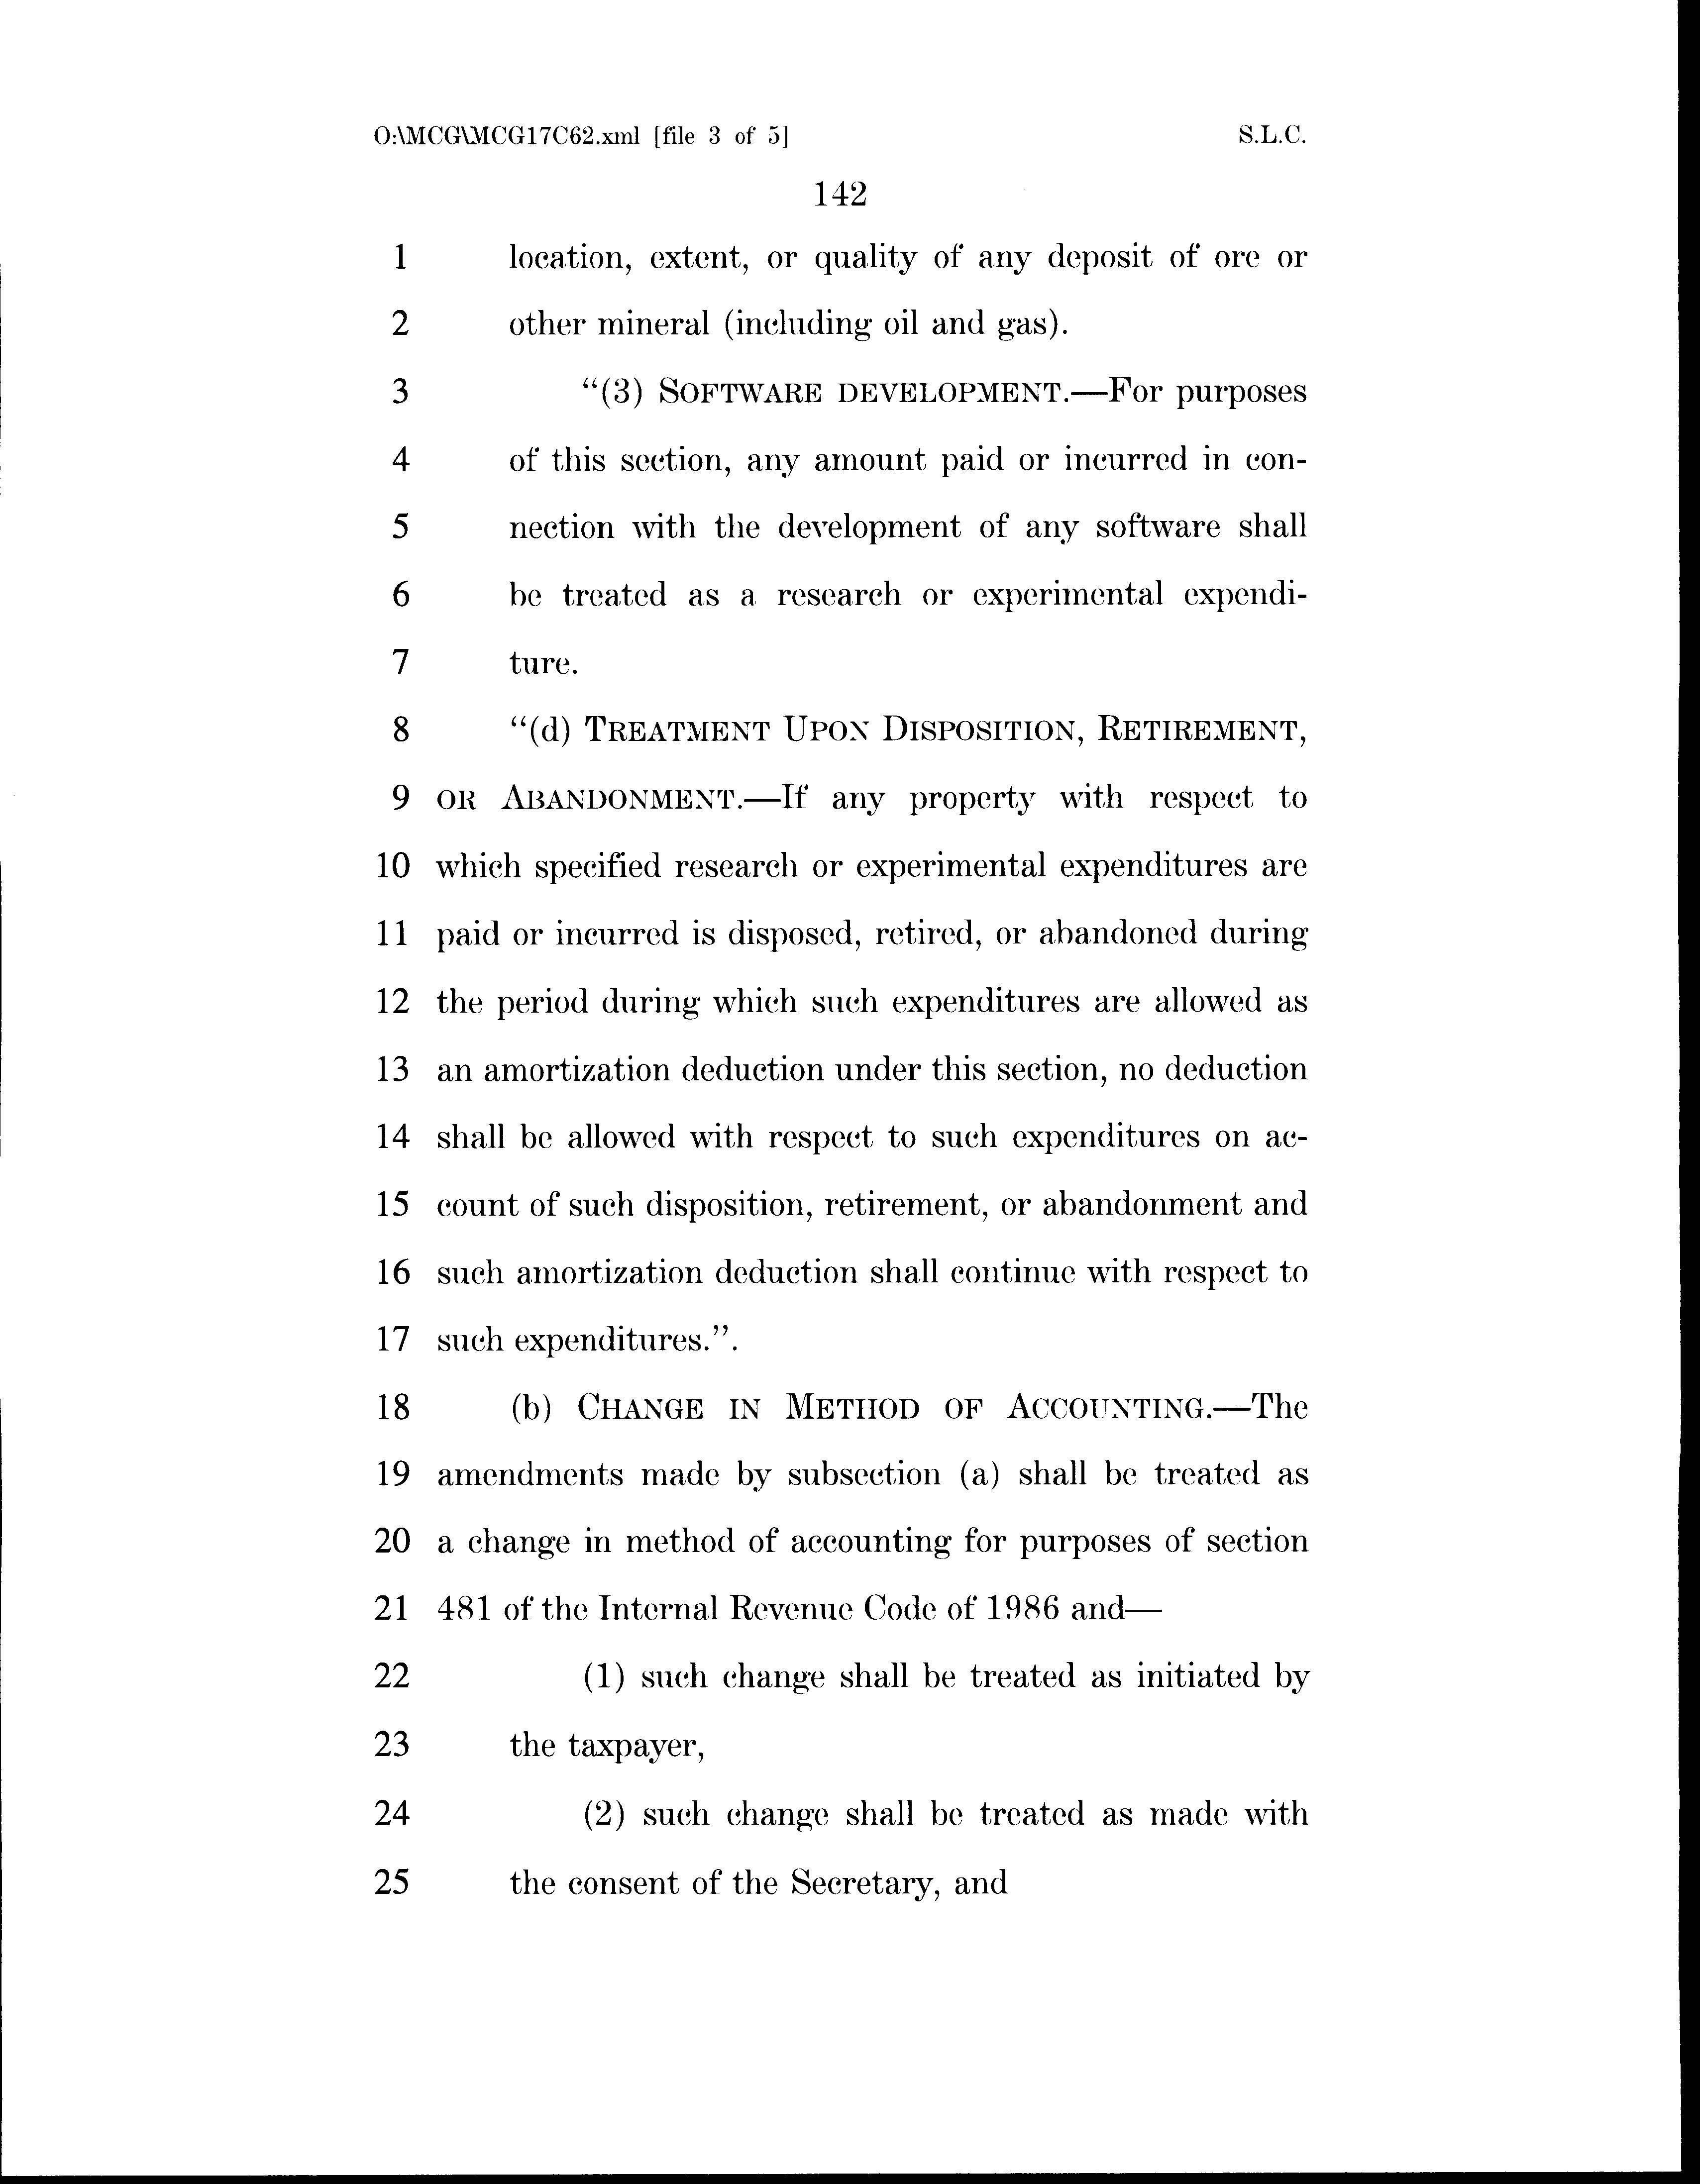 O:\MCG\MCG17C62.xml [file 3 of 5] S.L.C.
142
1 location, extent, or quality of any deposit of ore or
2 other mineral (including oil and gas).
3 “(3) SOFTWARE DEVELOPMENT.—For purposes
4 of this section, any amount paid or incurred in con-
5 nection with the development of any software shall
6 be treated as a research or experimental expendi-
7 ture.
8 “(d) TREATMENT UPON DISPOSITION, RETIREMENT,
9 OR ABANDONMENT.—If any property with respect to
10 which specified research or experimental expenditures are
11 paid or incurred is disposed, retired, or abandoned during
12 the period during which such expenditures are allowed as
13 an amortization deduction under this section, no deduction
14 shall be allowed with respect to such expenditures on ac-
15 count of such disposition, retirement, or abandonment and
16 such amortization deduction shall continue with respect to
17 such expenditures.”.
18 (b) CHANGE IN METHOD OF ACCOUNTING.—The
19 amendments made by subsection (a) shall be treated as
20 a change in method of accounting for purposes of section
21 481 of the Internal Revenue Code of 1986 and—
22 (1) such change shall be treated as initiated by
23 the taxpayer,
24 (2) such change shall be treated as made with
25 the consent of the Secretary, and